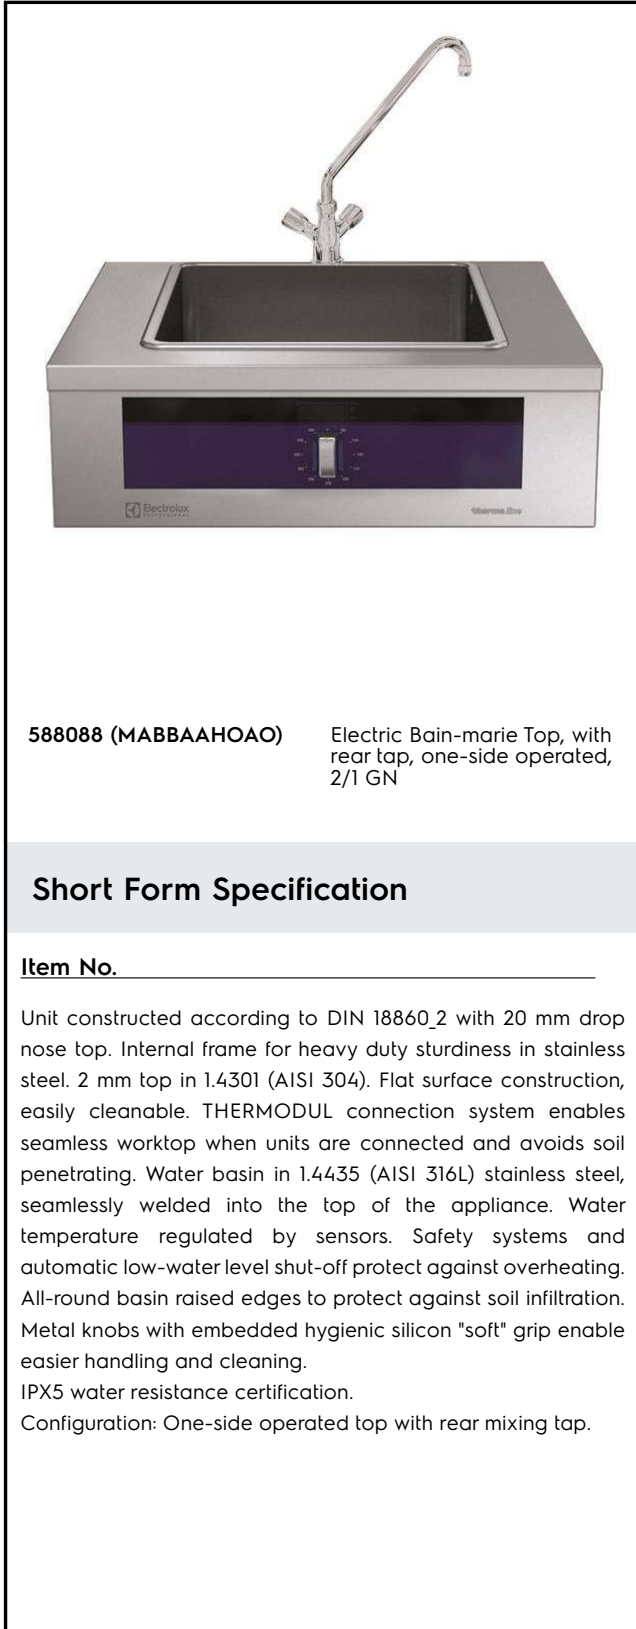 Electrolux
PROFESSIONAL
thermaline
588088 (MABBAAHOAO)
Electric Bain-marie Top, with
rear tap, one-side operated,
2/1 GN
Short Form Specification
Item No.
Unit constructed according to DIN 18860_2 with 20 mm drop
nose top. Internal frame for heavy duty sturdiness in stainless
steel. 2 mm top in 1.4301 (AISI 304). Flat surface construction,
easily cleanable. THERMODUL connection system enables
seamless worktop when units are connected and avoids soil
penetrating. Water basin in 1.4435 (AISI 316L) stainless steel,
seamlessly welded into the top of the appliance. Water
temperature regulated by sensors. Safety systems and
automatic low-water level shut-off protect against overheating.
All-round basin raised edges to protect against soil infiltration.
Metal knobs with embedded hygienic silicon "soft" grip enable
easier handling and cleaning.
IPX5 water resistance certification.
Configuration: One-side operated top with rear mixing tap.